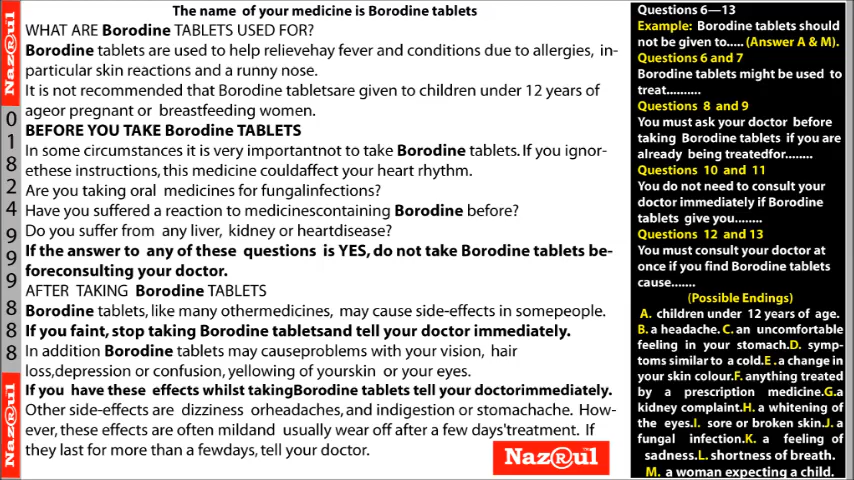 The name of your medicine is Borodine tablets
WHAT ARE Borodine TABLETS USED FOR?
Borodine tablets are used to help relievehay fever and conditions due to allergies, in-
particular skin reactions and a runny nose.
It is not recommended that Borodine tabletsare given to children under 12 years of
ageor pregnant or breastfeeding women.
BEFORE YOU TAKE Borodine TABLETS
In some circumstances it is very importantnot to take Borodine tablets. If you ignor-
ethese instructions, this medicine couldaffect your heart rhythm.
Are you taking oral medicines for fungalinfections?
Have you suffered a reaction to medicinescontaining Borodine before?
Do you suffer from any liver, kidney or heartdisease?
If the answer to any of these questions is YES, do not take Borodine tablets be-
foreconsulting your doctor.
AFTER TAKING Borodine TABLETS
Borodine tablets, like many othermedicines, may cause side-effects in somepeople.
If you faint, stop taking Borodine tabletsand tell your doctor immediately.
In addition Borodine tablets may causeproblems with your vision, hair
loss,depression or confusion, yellowing of yourskin or your eyes.
If you have these effects whilst takingBorodine tablets tell your doctorimmediately.
Other side-effects are dizziness orheadaches, and indigestion or stomachache. How-
ever, these effects are often mildand usually wear off after a few days'treatment. If
they last for more than a fewdays, tell your doctor.
Naz®ul
Naz®ul
01824999888
Naz®ul
Questions 6—13
Example: Borodine tablets should
not be given to..... (Answer A & M).
Questions 6 and 7
Borodine tablets might be used to
treat..........
Questions 8 and 9
You must ask your doctor before
taking Borodine tablets if you are
already being treatedfor........
Questions 10 and 11
You do not need to consult your
doctor immediately if Borodine
tablets give you........
Questions 12 and 13
You must consult your doctor at
once if you find Borodine tablets
cause.......
(Possible Endings)
A. children under 12 years of age.
B. a headache. C. an uncomfortable
feeling in your stomach.D. symp-
toms similar to a cold.E .a change in
your skin colour.F. anything treated
by a prescription medicine.G.a
kidney complaint.H. a whitening of
the eyes.I. sore or broken skin.J. a
fungal infection.K. a feeling of
sadness.L. shortness of breath.
M. a woman expecting a child.